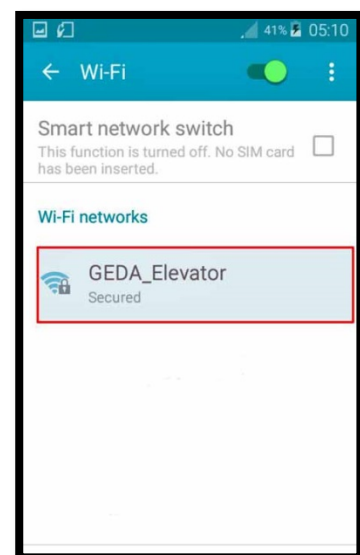 41% 05:10
Wi-Fi
Smart network switch
This function is turned off. No SIM card
has been inserted.
Wi-Fi networks
GEDA_Elevator
Secured